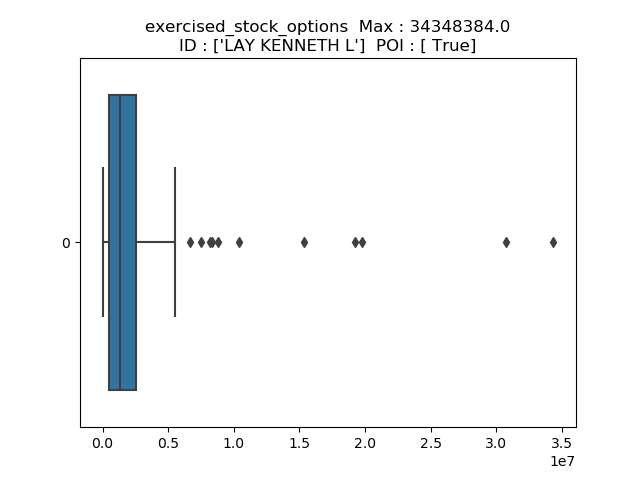 exercised_stock_options  Max : 34348384.0
ID : ['LAY KENNETH L']  POI : [ True]
0
0.0 0.5 1.0 1.5 2.0 2.5 3.0 3.5
1e7